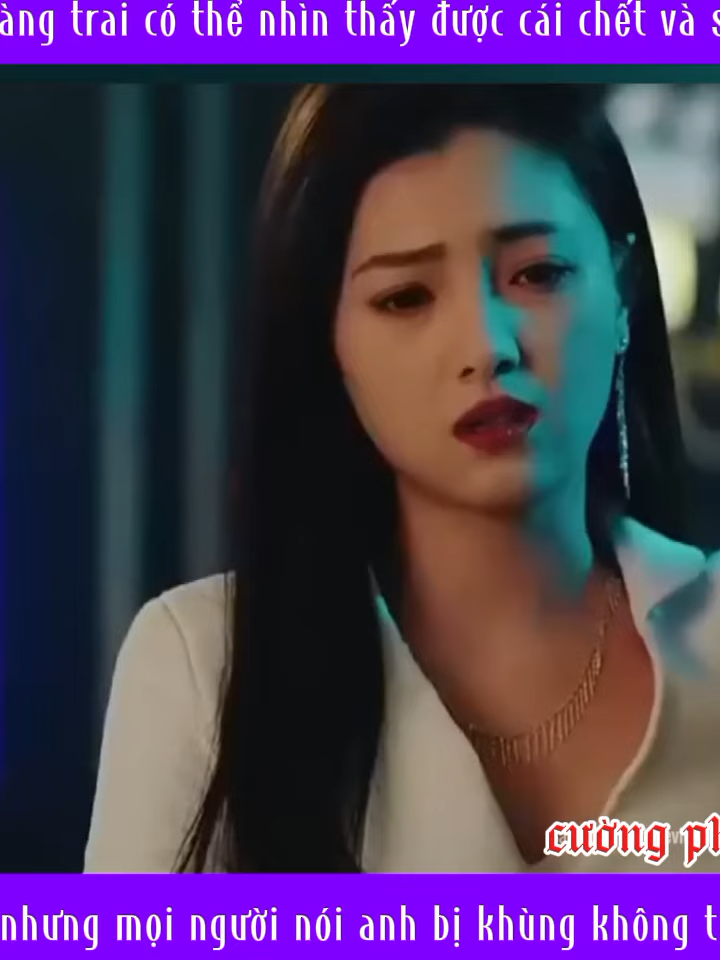 àng trai có thể nhìn thấy được cái chết và s
cường ph
nhưng mọi người nói anh bị khùng không t